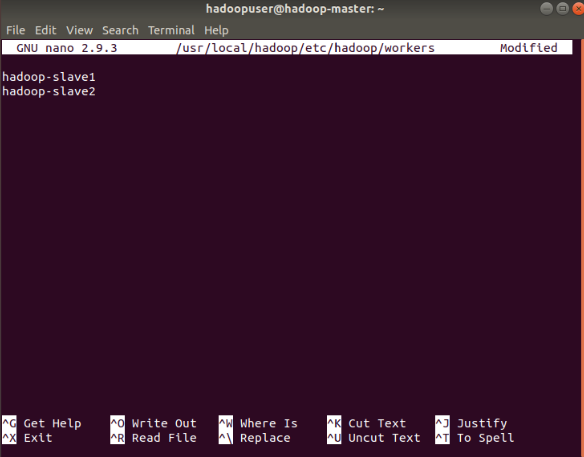 hadoopuser@hadoop-master: ~
File Edit View Search Terminal Help
GNU nano 2.9.3 /usr/local/hadoop/etc/hadoop/workers Modified
hadoop-slave1
hadoop-slave2
^G Get Help ^O Write Out ^W Where Is ^K Cut Text ^J Justify
^X Exit ^R Read File ^\ Replace ^U Uncut Text ^T To Spell